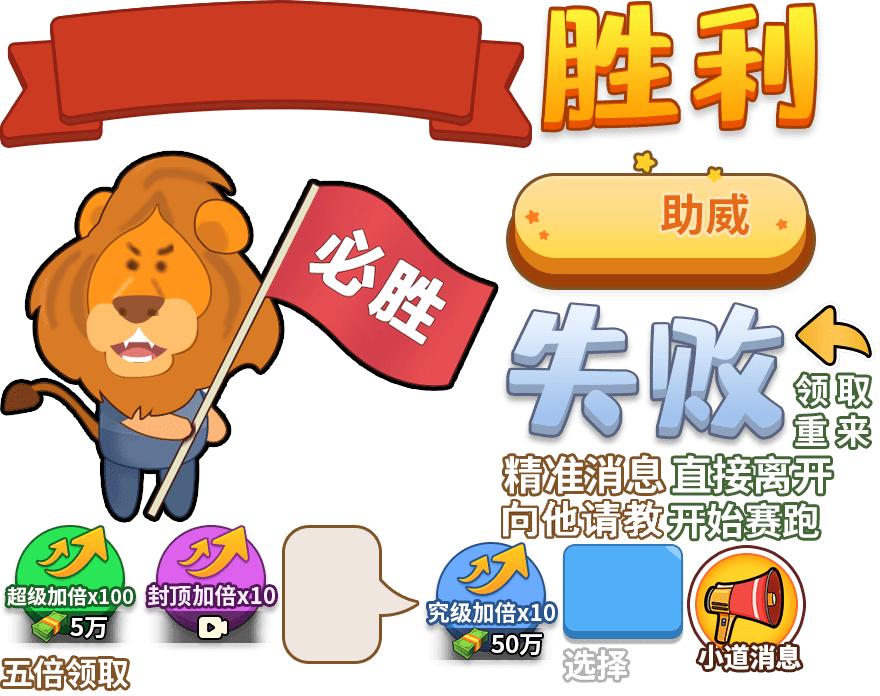 胜利
助威
必胜
失败
领取
重来
精准消息
直接离开
向他请教
开始赛跑
超级加倍x100
5万
封顶加倍x10
究级加倍x10
50万
小道消息
五倍领取
选择